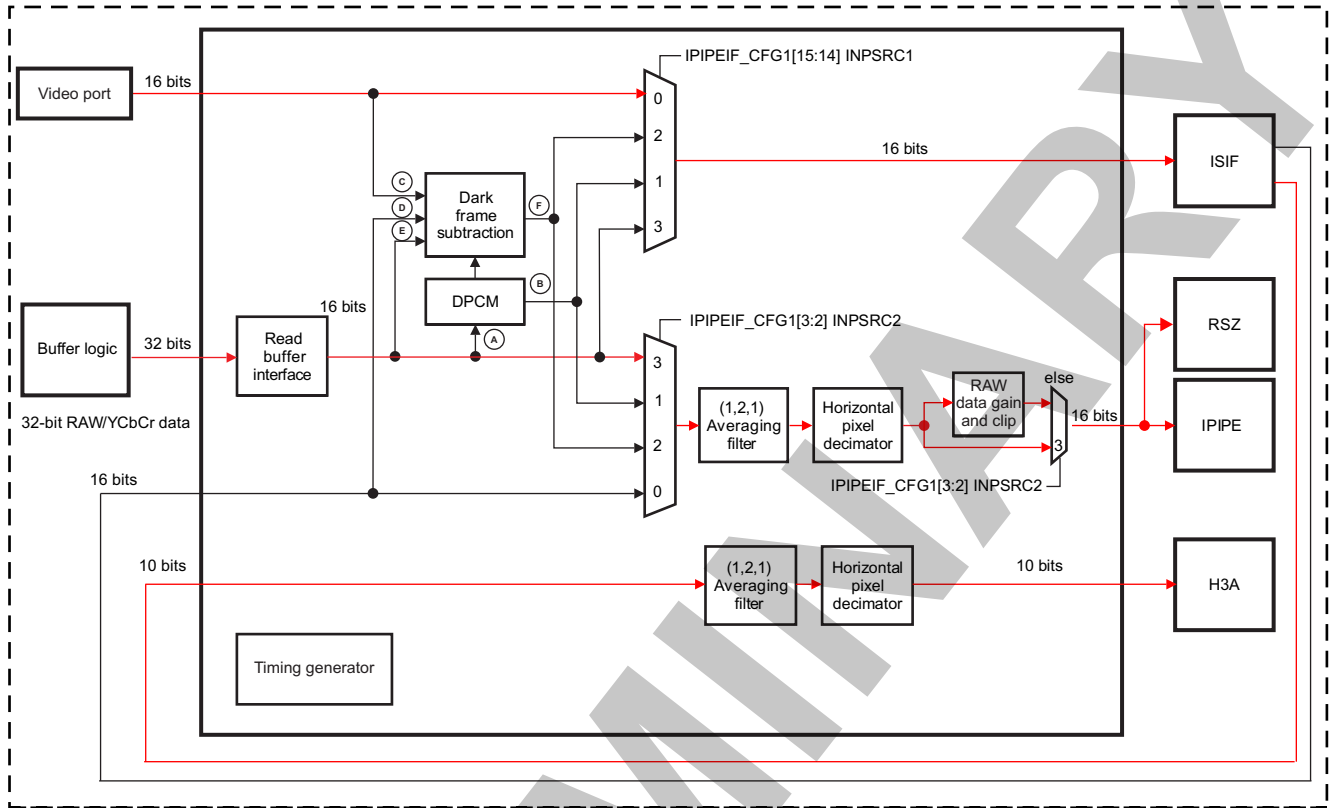 IPIPEIF_CFG1[15:14] INPSRC1
Video port
16 bits
0
2
1
3
16 bits
ISIF
C
D
E
Dark
frame
subtraction
F
DPCM
B
A
16 bits
Buffer logic
32 bits
Read
buffer
interface
32-bit RAW/YCbCr data
IPIPEIF_CFG1[3:2] INPSRC2
3
1
2
0
(1,2,1)
Averaging
filter
Horizontal
pixel
decimator
RAW
data gain
and clip
else
3
16 bits
IPIPEIF_CFG1[3:2] INPSRC2
RSZ
IPIPE
16 bits
10 bits
(1,2,1)
Averaging
filter
Horizontal
pixel
decimator
10 bits
H3A
Timing generator
MINARY